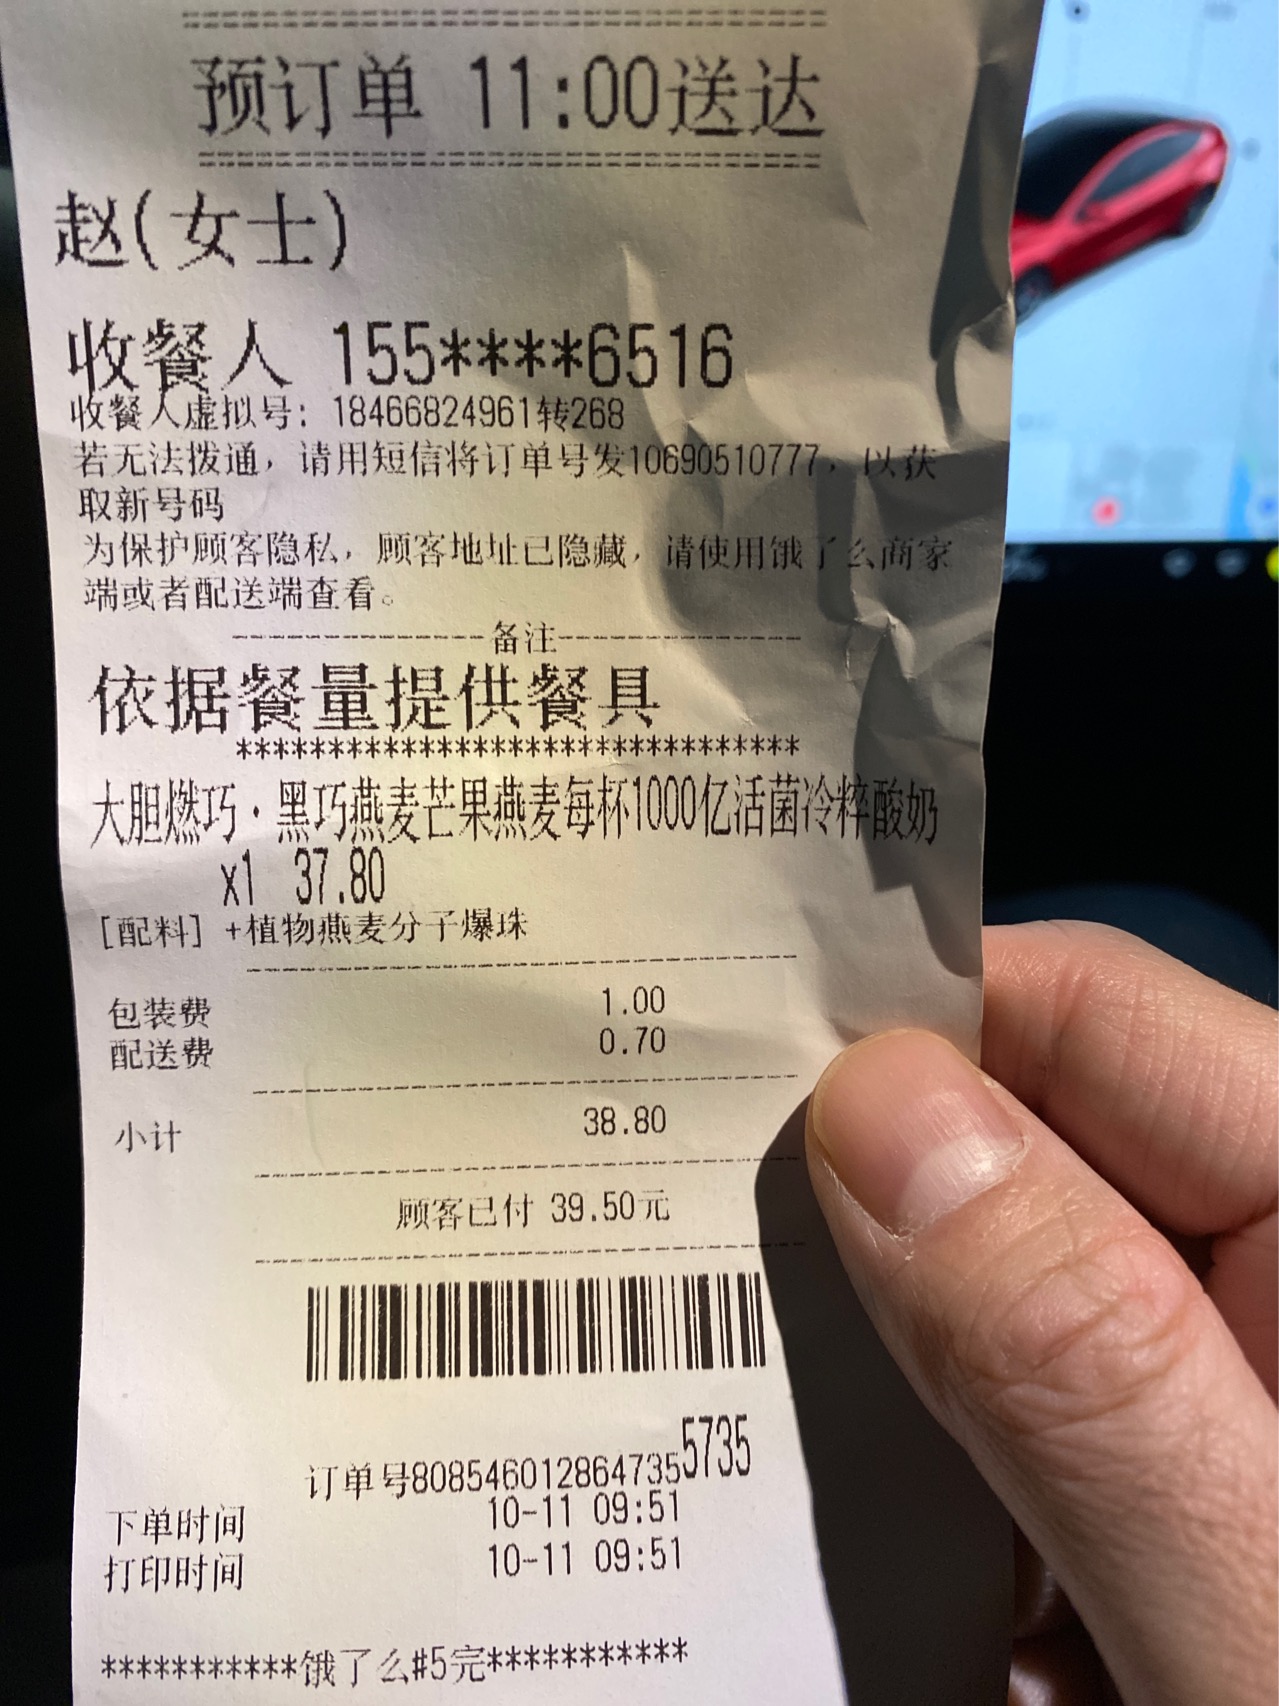 预订单 11:00送达
赵(女士)
收餐人 155****6516
收餐人虚拟号: 18466824961转268
若无法拨通, 请用短信将订单号发10690510777, 以获
取新号码
为保护顾客隐私, 顾客地址已隐藏, 请使用饿了么商家
端或者配送端查看。
备注
依据餐量提供餐具
*******************************
大胆燃巧·黑巧燕麦芒果燕麦每杯1000亿活菌冷粹酸奶
x1 37.80
[配料] +植物燕麦分子爆珠
包装费 1.00
配送费 0.70
小计 38.80
顾客已付 39.50元
订单号80854601286473555735
下单时间 10-11 09:51
打印时间 10-11 09:51
***********饿了么#5完***********